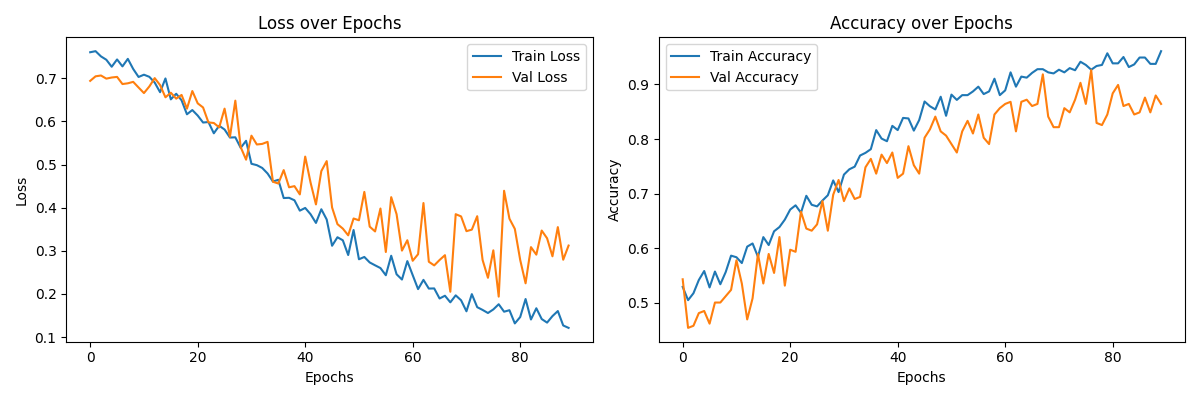 Loss over Epochs
Train Loss
Val Loss
0.7
0.6
0.5
0.4
0.3
0.2
0.1
Loss
0
20
40
60
80
Epochs
Accuracy over Epochs
Train Accuracy
Val Accuracy
0.9
0.8
0.7
0.6
0.5
Accuracy
0
20
40
60
80
Epochs